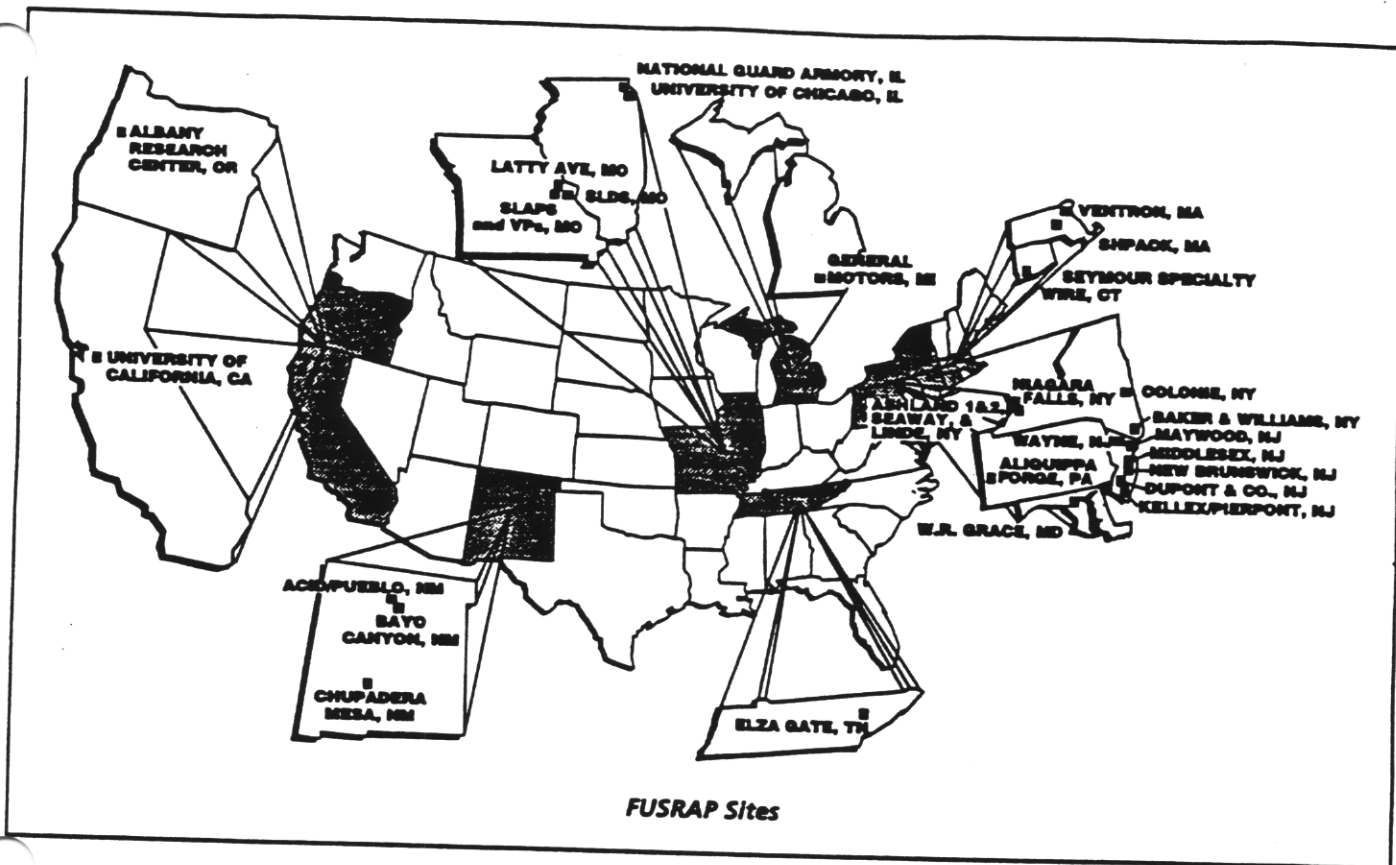 NATIONAL GUARD ARMORY, IL
UNIVERSITY OF CHICAGO, IL
ALBANY
RESEARCH
CENTER, OR
LATTY AVE, MO
SLDS, MO
SLAPS
and VPs, MO
GENERAL
MOTORS, MI
VENTRON, MA
SHPACK, MA
SEYMOUR SPECIALTY
WIRE, CT
UNIVERSITY OF
CALIFORNIA, CA
NIAGARA
FALLS, NY
COLONIE, NY
ASHLAND 1&2,
SEAWAY, &
LINDE, NY
BAKER & WILLIAMS, NY
WAYNE, NJ
MAYWOOD, NJ
MIDDLESEX, NJ
ALIQUIPPA
FORGE, PA
NEW BRUNSWICK, NJ
DUPONT & CO., NJ
KELLEX/PIERPONT, NJ
W.R. GRACE, MD
ACID/PUEBLO, NM
BAYO
CANYON, NM
CHUPADERA
MESA, NM
ELZA GATE, TN
FUSRAP Sites